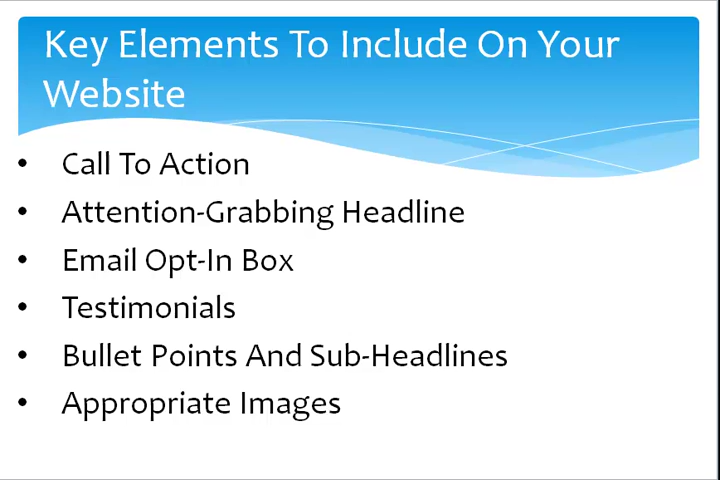 Key Elements To Include On Your
Website
• Call To Action
• Attention-Grabbing Headline
• Email Opt-In Box
• Testimonials
• Bullet Points And Sub-Headlines
• Appropriate Images